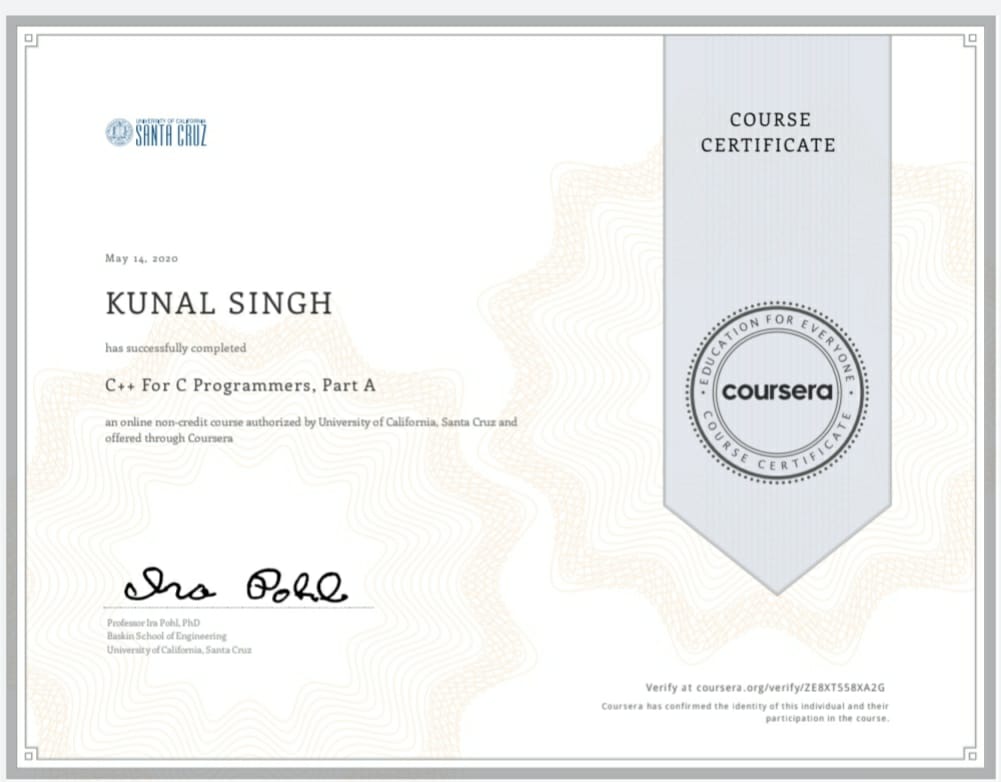 UNIVERSITY OF CALIFORNIA
SANTA CRUZ
COURSE
CERTIFICATE
May 14, 2020
KUNAL SINGH
has successfully completed
C++ For C Programmers, Part A
an online non-credit course authorized by University of California, Santa Cruz and
offered through Coursera
EDUCATION FOR EVERYONE
coursera
COURSE CERTIFICATE
Ira Pohl
Professor Ira Pohl, PhD
Baskin School of Engineering
University of California, Santa Cruz
Verify at coursera.org/verify/ZE8XTS58XA2G
Coursera has confirmed the identity of this individual and their
participation in the course.